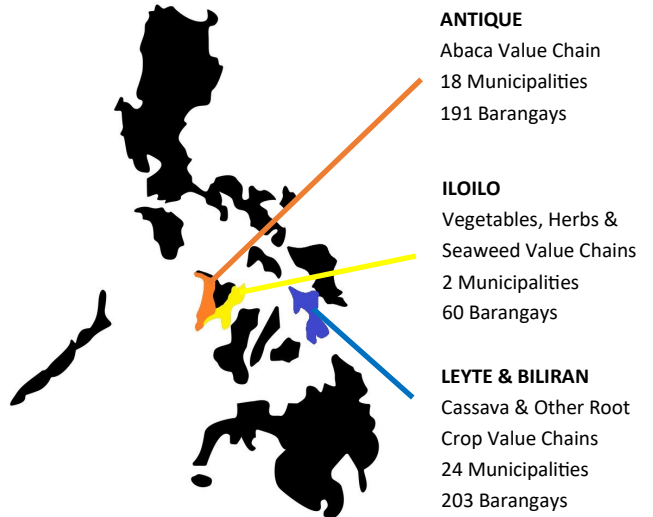 ANTIQUE
Abaca Value Chain
18 Municipalities
191 Barangays
ILOILO
Vegetables, Herbs &
Seaweed Value Chains
2 Municipalities
60 Barangays
LEYTE & BILIRAN
Cassava & Other Root
Crop Value Chains
24 Municipalities
203 Barangays